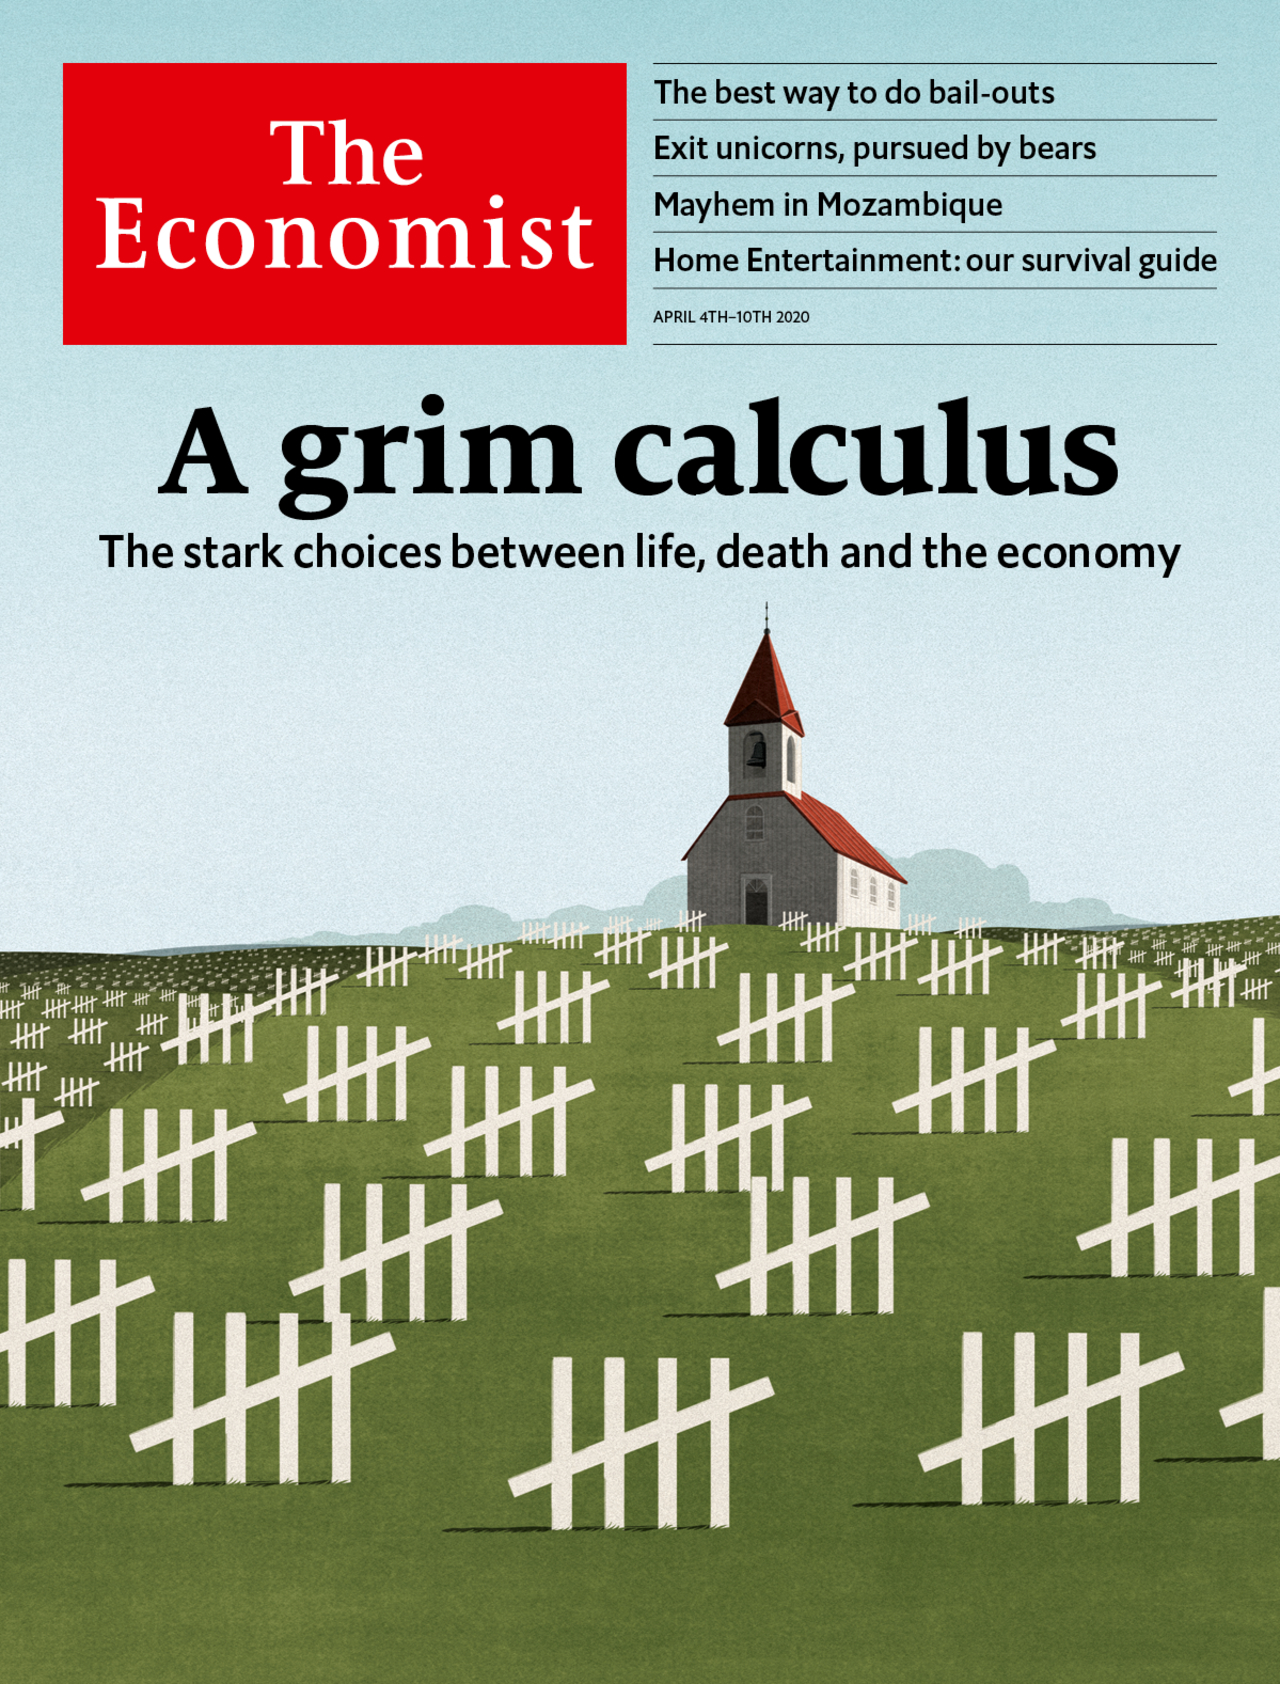 The
Economist
The best way to do bail-outs
Exit unicorns, pursued by bears
Mayhem in Mozambique
Home Entertainment: our survival guide
APRIL 4TH–10TH 2020
A grim calculus
The stark choices between life, death and the economy